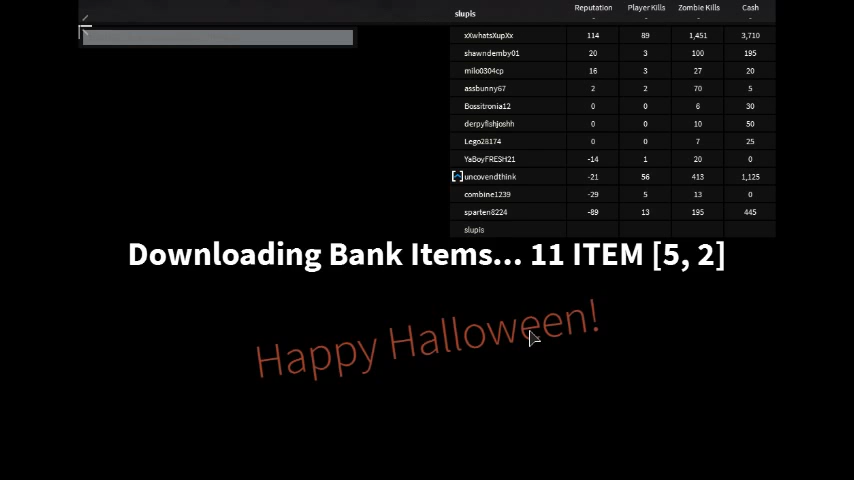 slupis Reputation Player Kills Zombie Kills Cash
- - - -
xXwhatsXupXx 114 89 1,451 3,710
shawndemby01 20 3 100 195
milo0304cp 16 3 27 20
assbunny67 2 2 70 5
Bossitronia12 0 0 6 30
derpyfishjoshh 0 0 10 50
Lego28174 0 0 7 25
YaBoyFRESH21 -14 1 20 0
uncovendthink -21 56 413 1,125
combine1239 -29 5 13 0
sparten8224 -89 13 195 445
slupis
Downloading Bank Items... 11 ITEM [5, 2]
Happy Halloween!